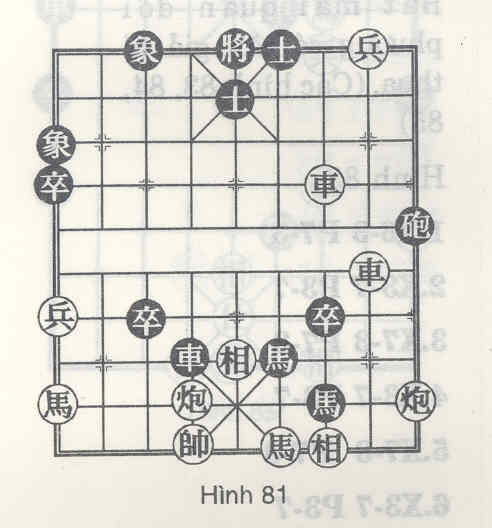 象 將 士 兵
士
象
卒 車
砲
車
兵 卒 卒
車 相 馬
馬 炮 馬 炮
帥 馬 相
Hình 81